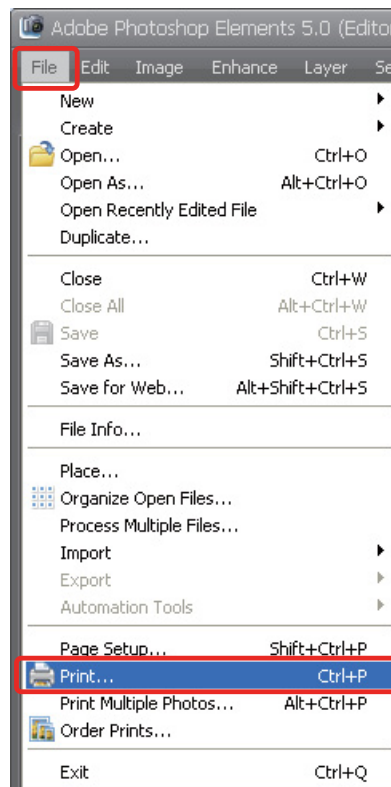 Adobe Photoshop Elements 5.0 (Editor
File Edit Image Enhance Layer Se
New
Create
Open... Ctrl+O
Open As... Alt+Ctrl+O
Open Recently Edited File
Duplicate...
Close Ctrl+W
Close All Alt+Ctrl+W
Save Ctrl+S
Save As... Shift+Ctrl+S
Save for Web... Alt+Shift+Ctrl+S
File Info...
Place...
Organize Open Files...
Process Multiple Files...
Import
Export
Automation Tools
Page Setup... Shift+Ctrl+P
Print... Ctrl+P
Print Multiple Photos... Alt+Ctrl+P
Order Prints...
Exit Ctrl+Q